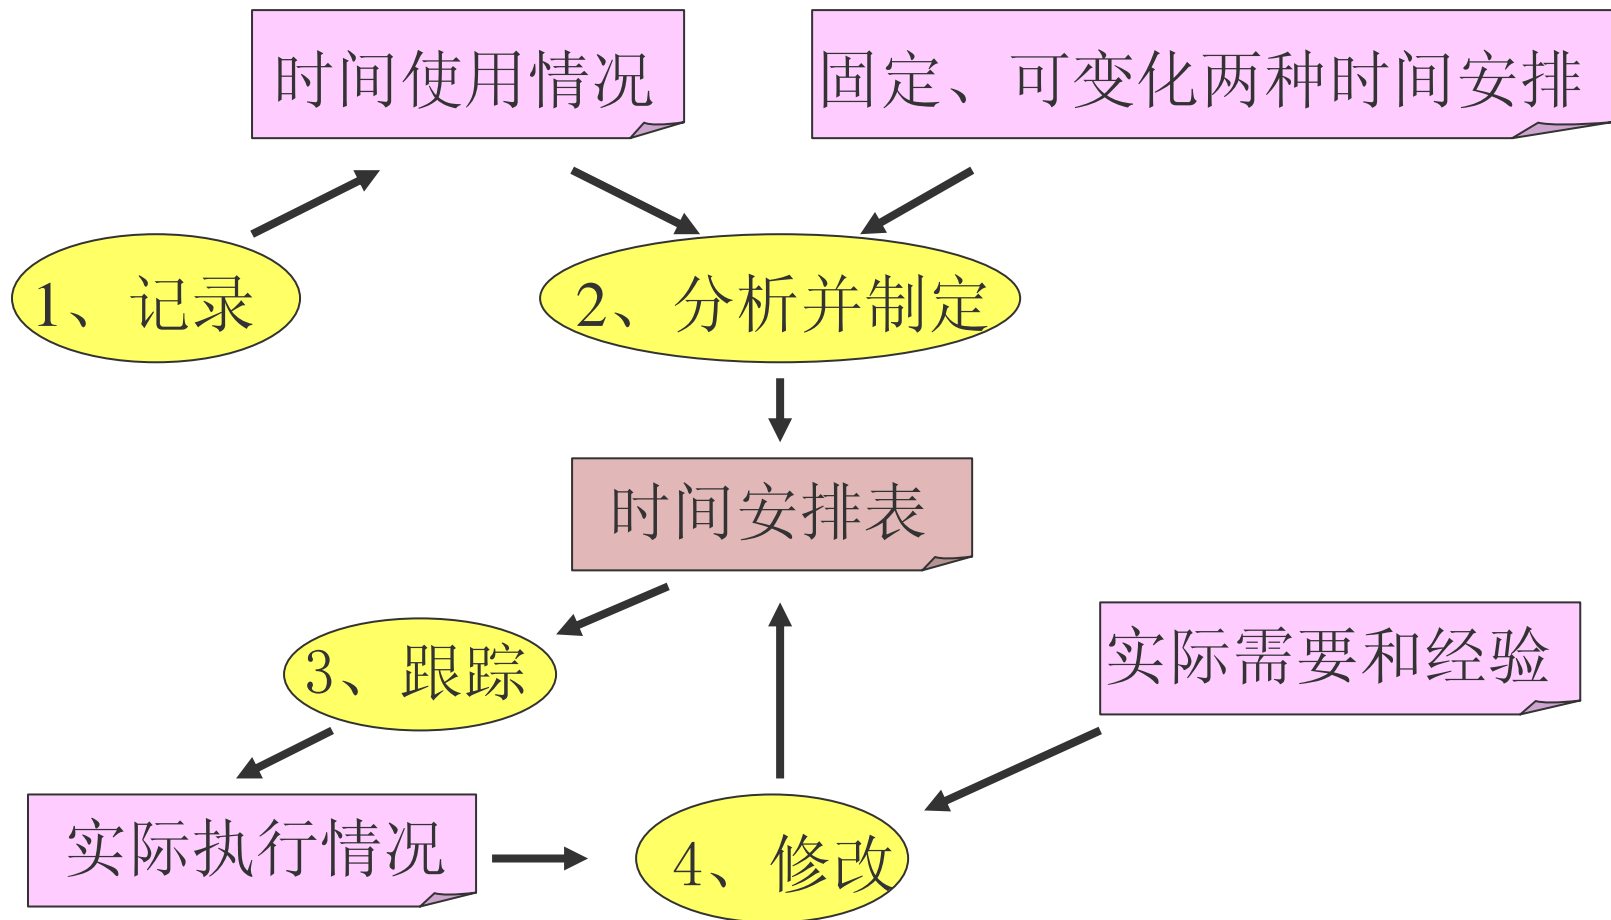 时间使用情况
固定、可变化两种时间安排
1、记录
2、分析并制定
时间安排表
3、跟踪
实际需要和经验
实际执行情况
4、修改